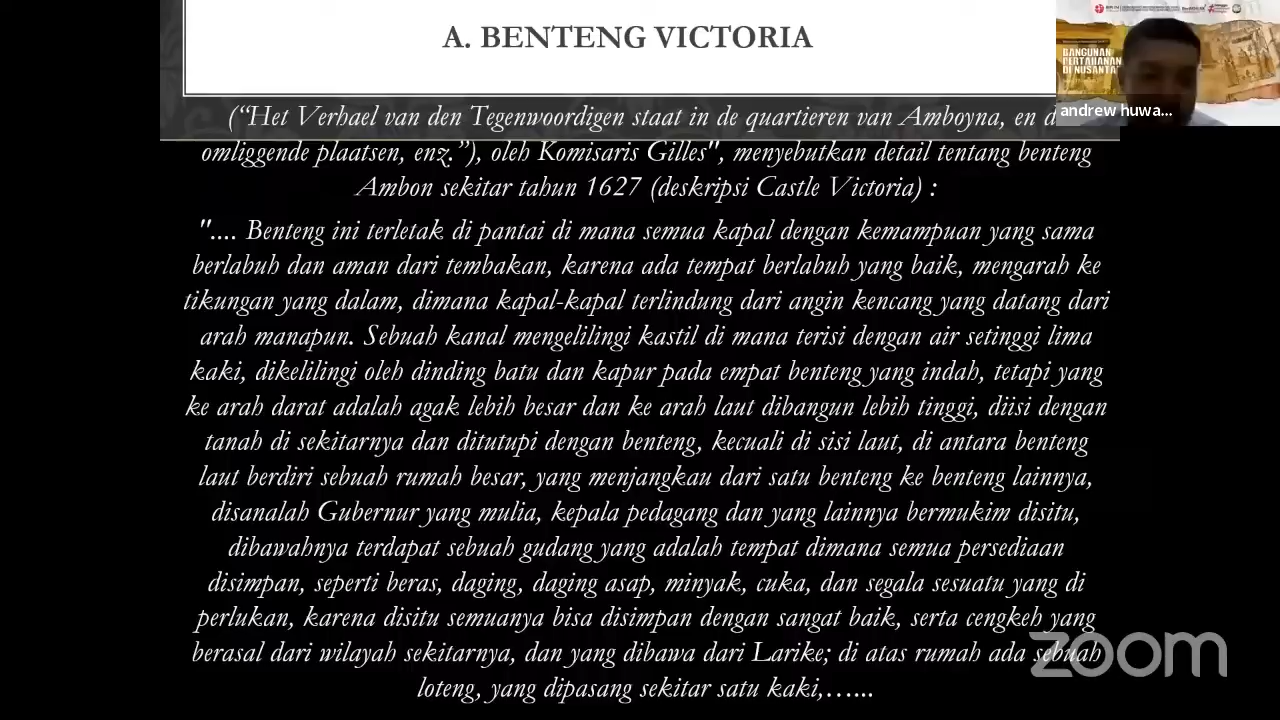 A. BENTENG VICTORIA
BANGUNAN
PERTAHANAN
DI NUSANTA
andrew huwa...
("Het Verhael van den Tegenwoordigen staat in de quartieren van Amboyna, en d
omliggende plaatsen, enz."), oleh Komisaris Gilles", menyebutkan detail tentang benteng
Ambon sekitar tahun 1627 (deskripsi Castle Victoria) :
".... Benteng ini terletak di pantai di mana semua kapal dengan kemampuan yang sama
berlabuh dan aman dari tembakan, karena ada tempat berlabuh yang baik, mengarah ke
tikungan yang dalam, dimana kapal-kapal terlindung dari angin kencang yang datang dari
arah manapun. Sebuah kanal mengelilingi kastil di mana terisi dengan air setinggi lima
kaki, dikelilingi oleh dinding batu dan kapur pada empat benteng yang indah, tetapi yang
ke arah darat adalah agak lebih besar dan ke arah laut dibangun lebih tinggi, diisi dengan
tanah di sekitarnya dan ditutupi dengan benteng, kecuali di sisi laut, di antara benteng
laut berdiri sebuah rumah besar, yang menjangkau dari satu benteng ke benteng lainnya,
disanalah Gubernur yang mulia, kepala pedagang dan yang lainnya bermukim disitu,
dibawahnya terdapat sebuah gudang yang adalah tempat dimana semua persediaan
disimpan, seperti beras, daging, daging asap, minyak, cuka, dan segala sesuatu yang di
perlukan, karena disitu semuanya bisa disimpan dengan sangat baik, serta cengkeh yang
berasal dari wilayah sekitarnya, dan yang dibawa dari Larike; di atas rumah ada sebuah
loteng, yang dipasang sekitar satu kaki,......
zoom